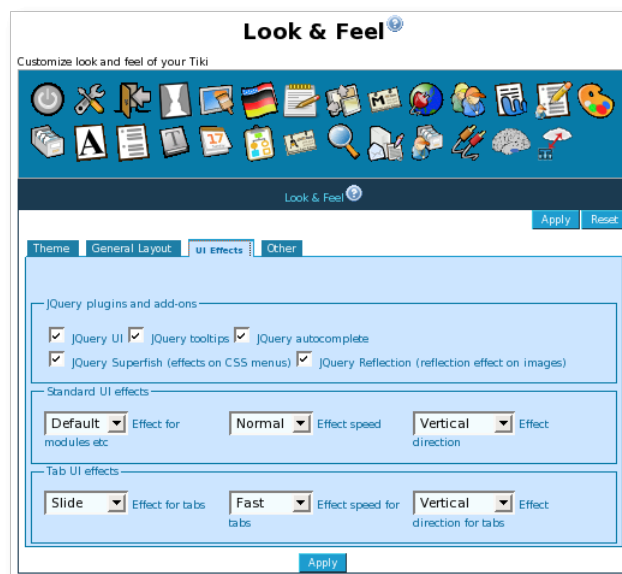 Look & Feel
Customize look and feel of your Tiki
Look & Feel
Apply Reset
Theme General Layout UI Effects Other
JQuery plugins and add-ons
JQuery UI JQuery tooltips JQuery autocomplete
JQuery Superfish (effects on CSS menus) JQuery Reflection (reflection effect on images)
Standard UI effects
Default Effect for modules etc
Normal Effect speed
Vertical Effect direction
Tab UI effects
Slide Effect for tabs
Fast Effect speed for tabs
Vertical Effect direction for tabs
Apply